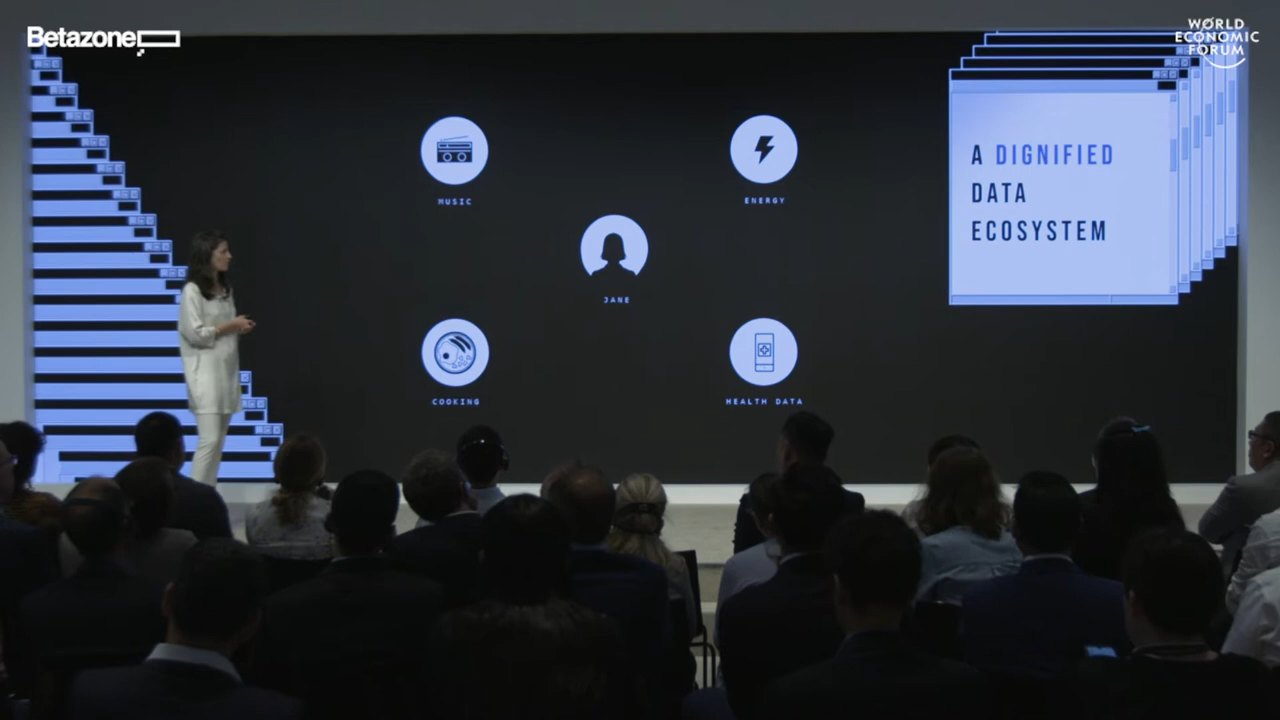 Betazone
WORLD
ECONOMIC
FORUM
MUSIC
ENERGY
A DIGNIFIED
DATA
ECOSYSTEM
JANE
COOKING
HEALTH DATA